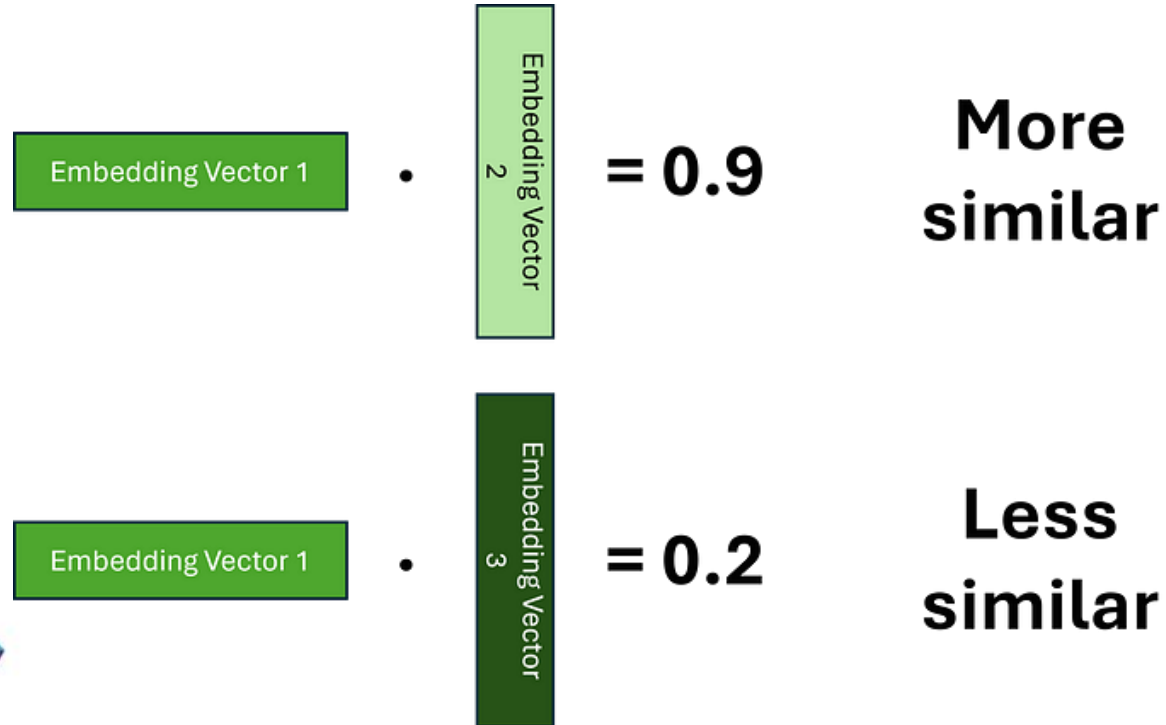 Embedding Vector 1
·
Embedding Vector
2
= 0.9
More
similar
Embedding Vector 1
·
Embedding Vector
3
= 0.2
Less
similar